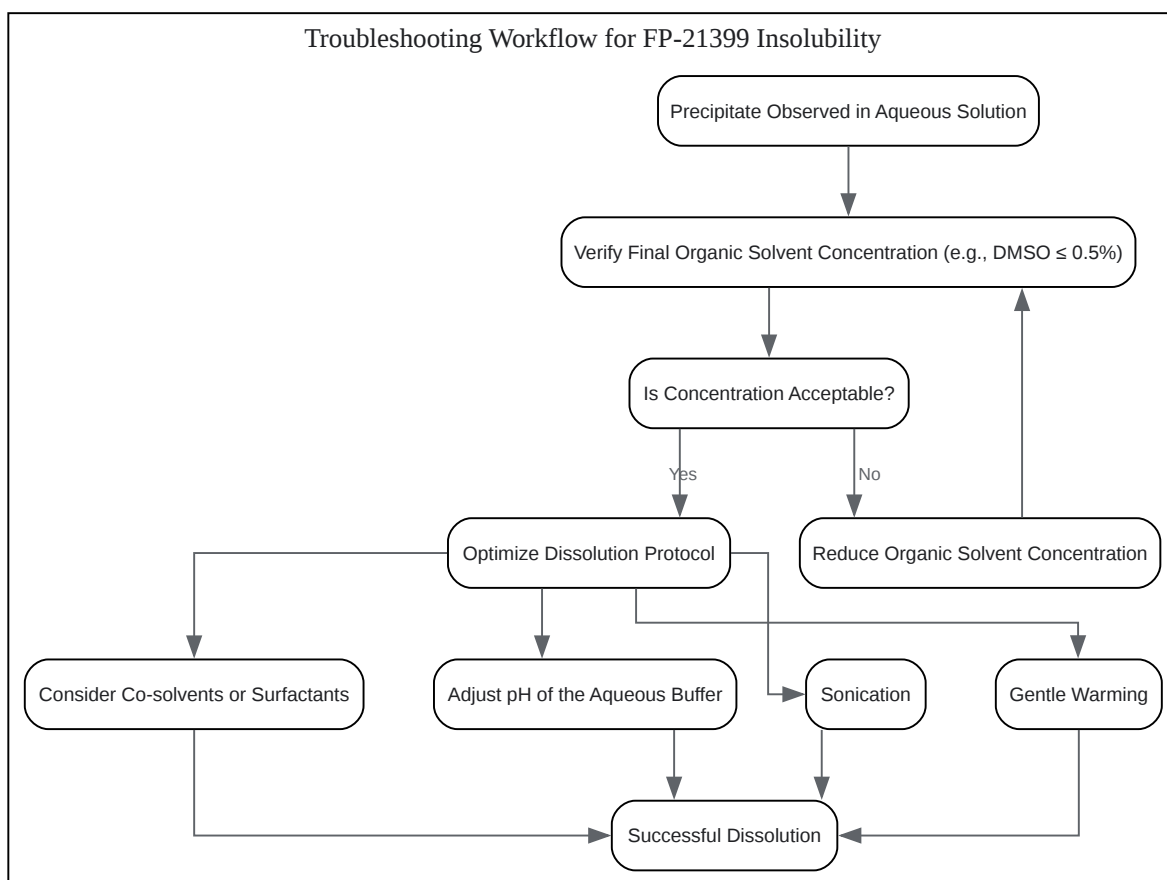 Troubleshooting Workflow for FP-21399 Insolubility
Precipitate Observed in Aqueous Solution
Verify Final Organic Solvent Concentration (e.g., DMSO ≤ 0.5%)
Is Concentration Acceptable?
Yes
No
Optimize Dissolution Protocol
Reduce Organic Solvent Concentration
Consider Co-solvents or Surfactants
Adjust pH of the Aqueous Buffer
Sonication
Gentle Warming
Successful Dissolution